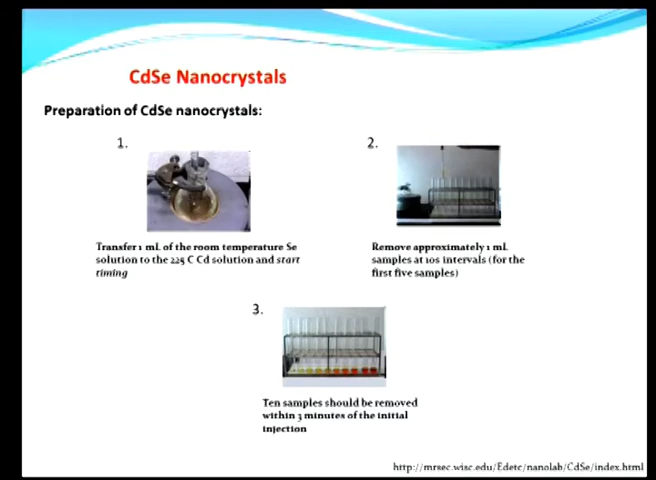 CdSe Nanocrystals
Preparation of CdSe nanocrystals:
1.
Transfer 1 mL of the room temperature Se
solution to the 225 C Cd solution and start
timing
2.
Remove approximately 1 mL
samples at 10s intervals (for the
first five samples)
3.
Ten samples should be removed
within 3 minutes of the initial
injection
http://mrsec.wisc.edu/Edetc/nanolab/CdSe/index.html